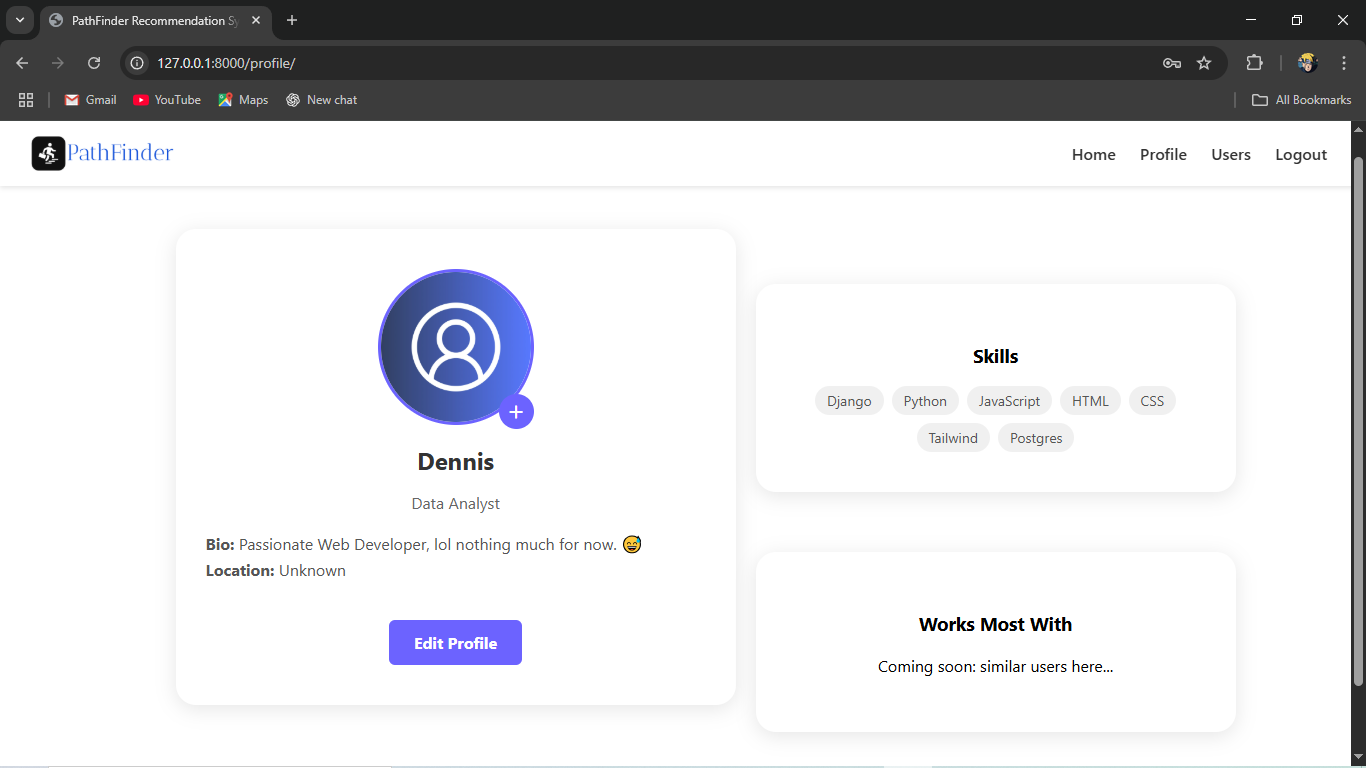 PathFinder Recommendation Sy
127.0.0.1:8000/profile/
Gmail YouTube Maps New chat All Bookmarks
PathFinder Home Profile Users Logout
Dennis
Data Analyst
Bio: Passionate Web Developer, lol nothing much for now. 😅
Location: Unknown
Edit Profile
Skills
Django Python JavaScript HTML CSS
Tailwind Postgres
Works Most With
Coming soon: similar users here...